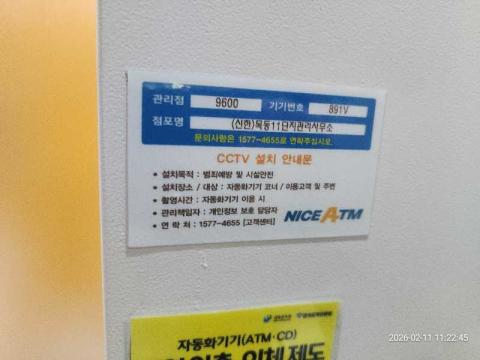 관리점 9600 기기번호 891V
점포명 (신한)목동11단지관리사무소
문의사항은 1577-4655로 연락주십시오.
CCTV 설치 안내문
• 설치목적 : 범죄예방 및 시설안전
• 설치장소 / 대상 : 자동화기기 코너 / 이용고객 및 주변
• 촬영시간 : 자동화기기 이용 시
• 관리책임자 : 개인정보 보호 담당자
• 연 락 처 : 1577-4655 [고객센터]
NICE ATM
자동화기기(ATM·CD)
인출
2026-02-11 11:22:45